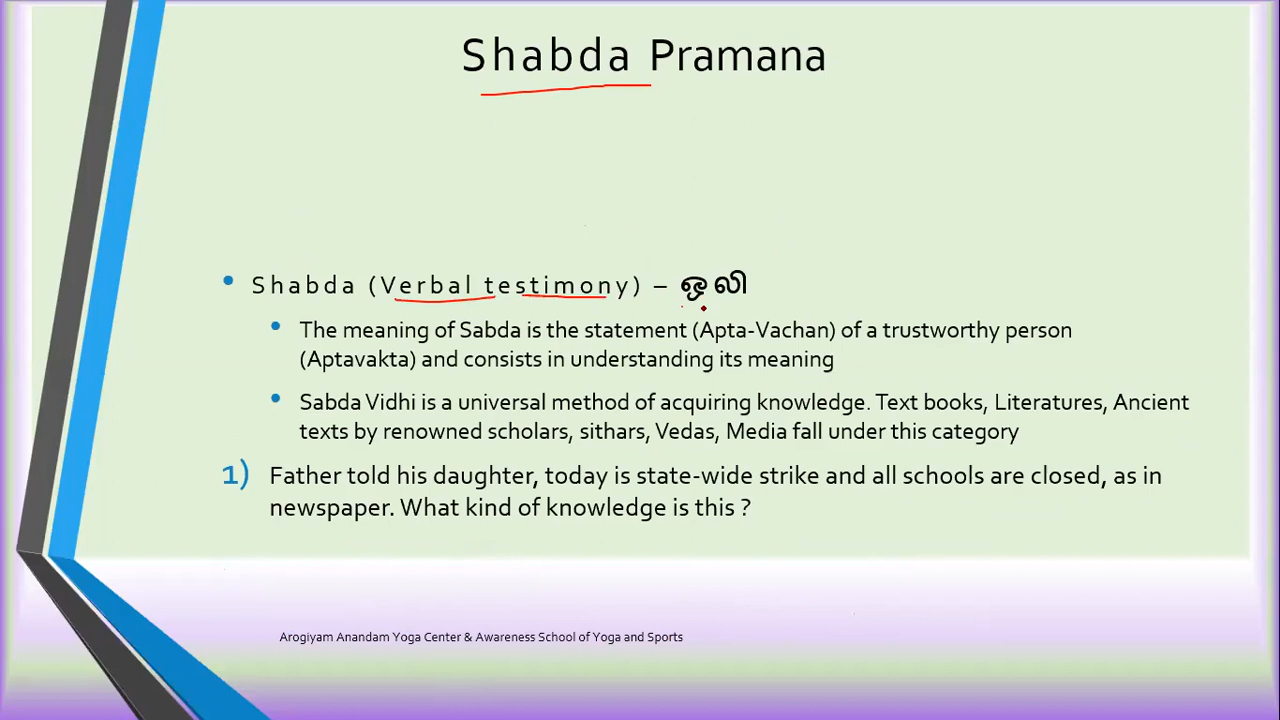 Shabda Pramana
• Shabda (Verbal testimony) – ஒலி
• The meaning of Sabda is the statement (Apta-Vachan) of a trustworthy person
(Aptavakta) and consists in understanding its meaning
• Sabda Vidhi is a universal method of acquiring knowledge. Text books, Literatures, Ancient
texts by renowned scholars, sithars, Vedas, Media fall under this category
1) Father told his daughter, today is state-wide strike and all schools are closed, as in
newspaper. What kind of knowledge is this ?
Arogiyam Anandam Yoga Center & Awareness School of Yoga and Sports